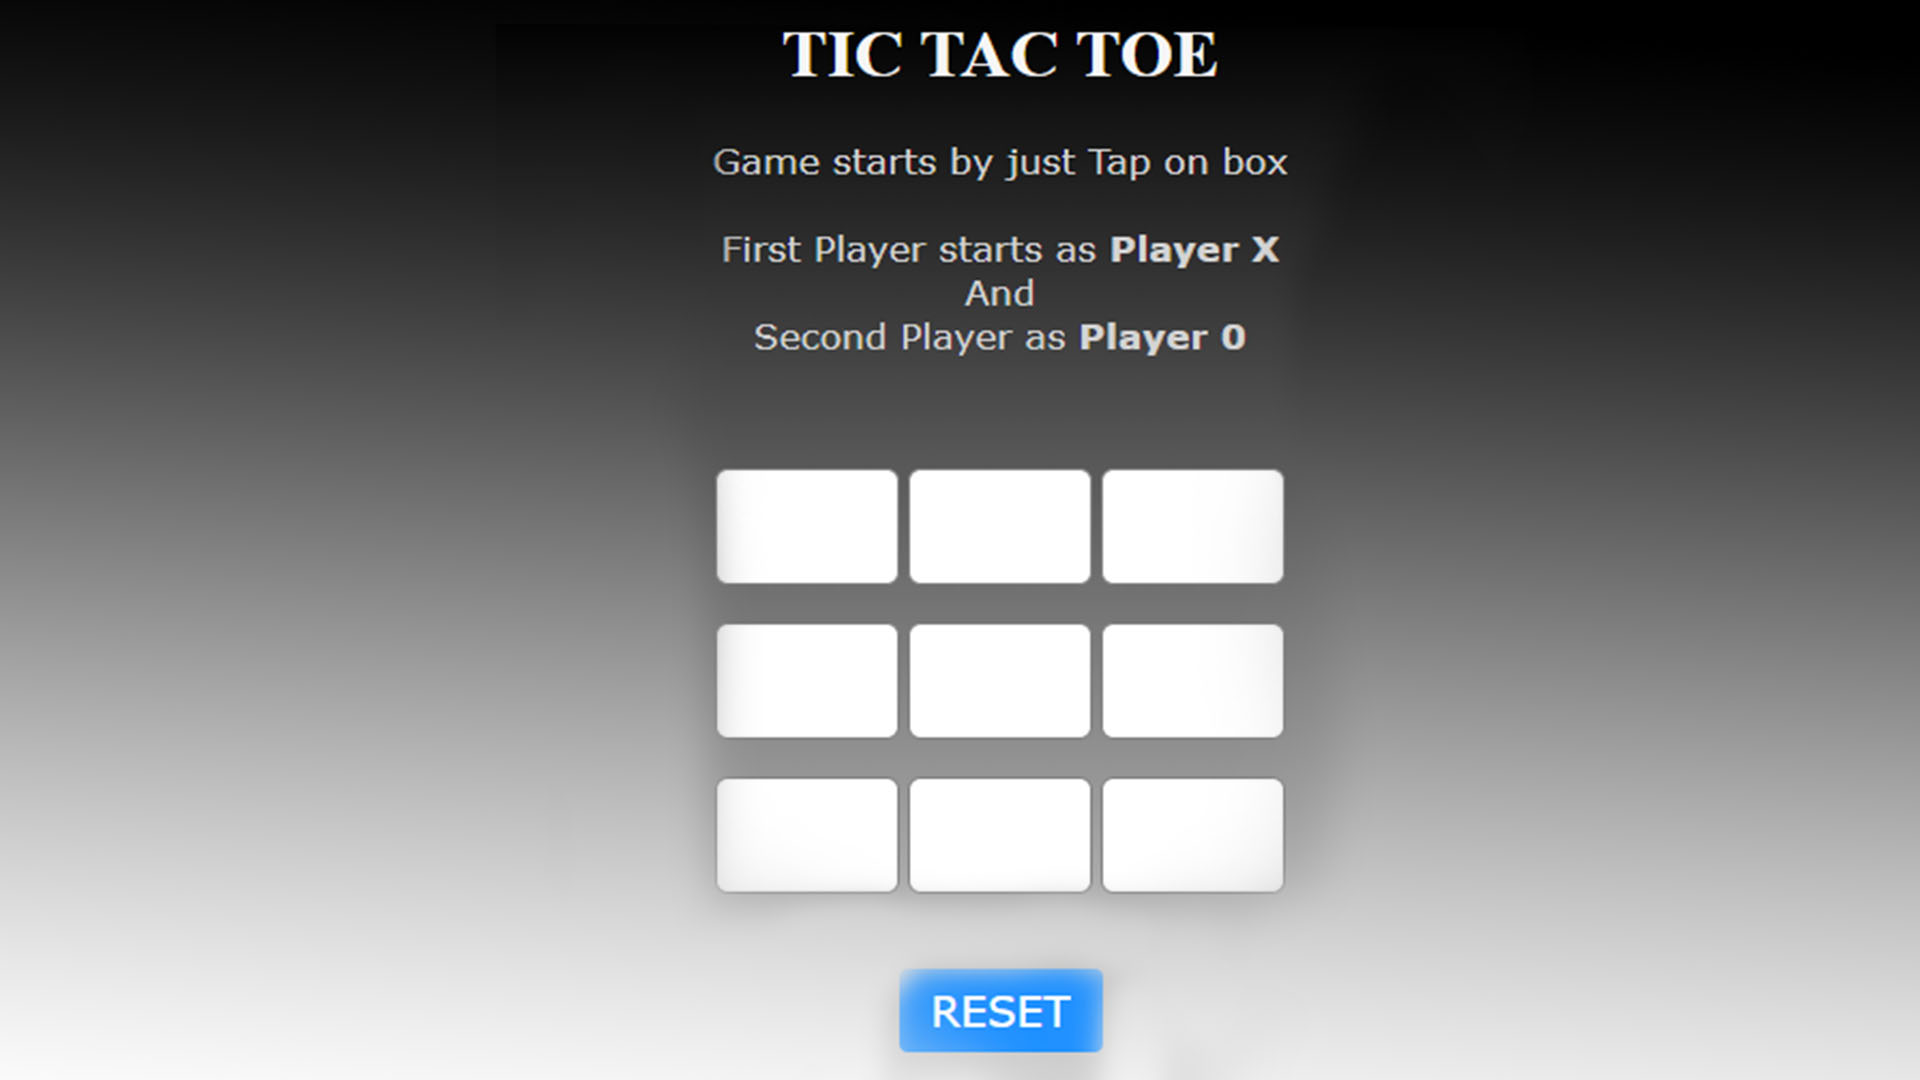 TIC TAC TOE
Game starts by just Tap on box
First Player starts as Player X
And
Second Player as Player 0
RESET